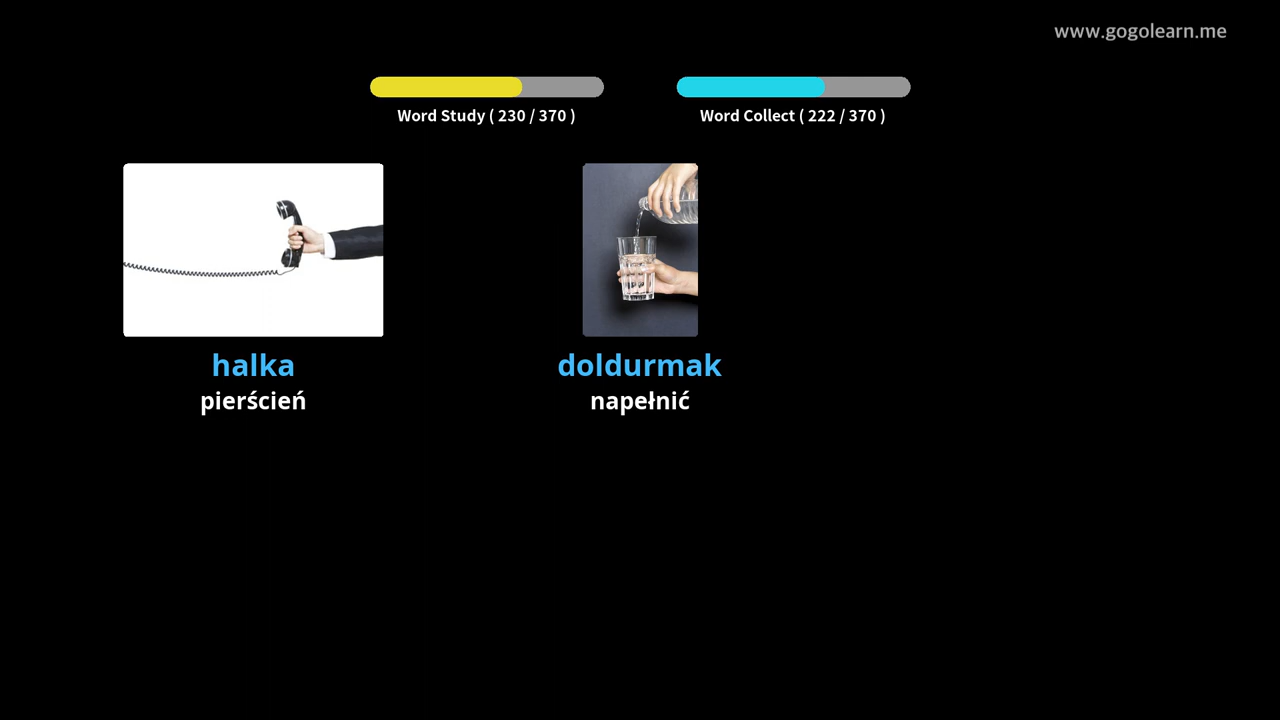 www.gogolearn.me
Word Study ( 230 / 370 )
Word Collect ( 222 / 370 )
halka
pierścień
doldurmak
napełnić